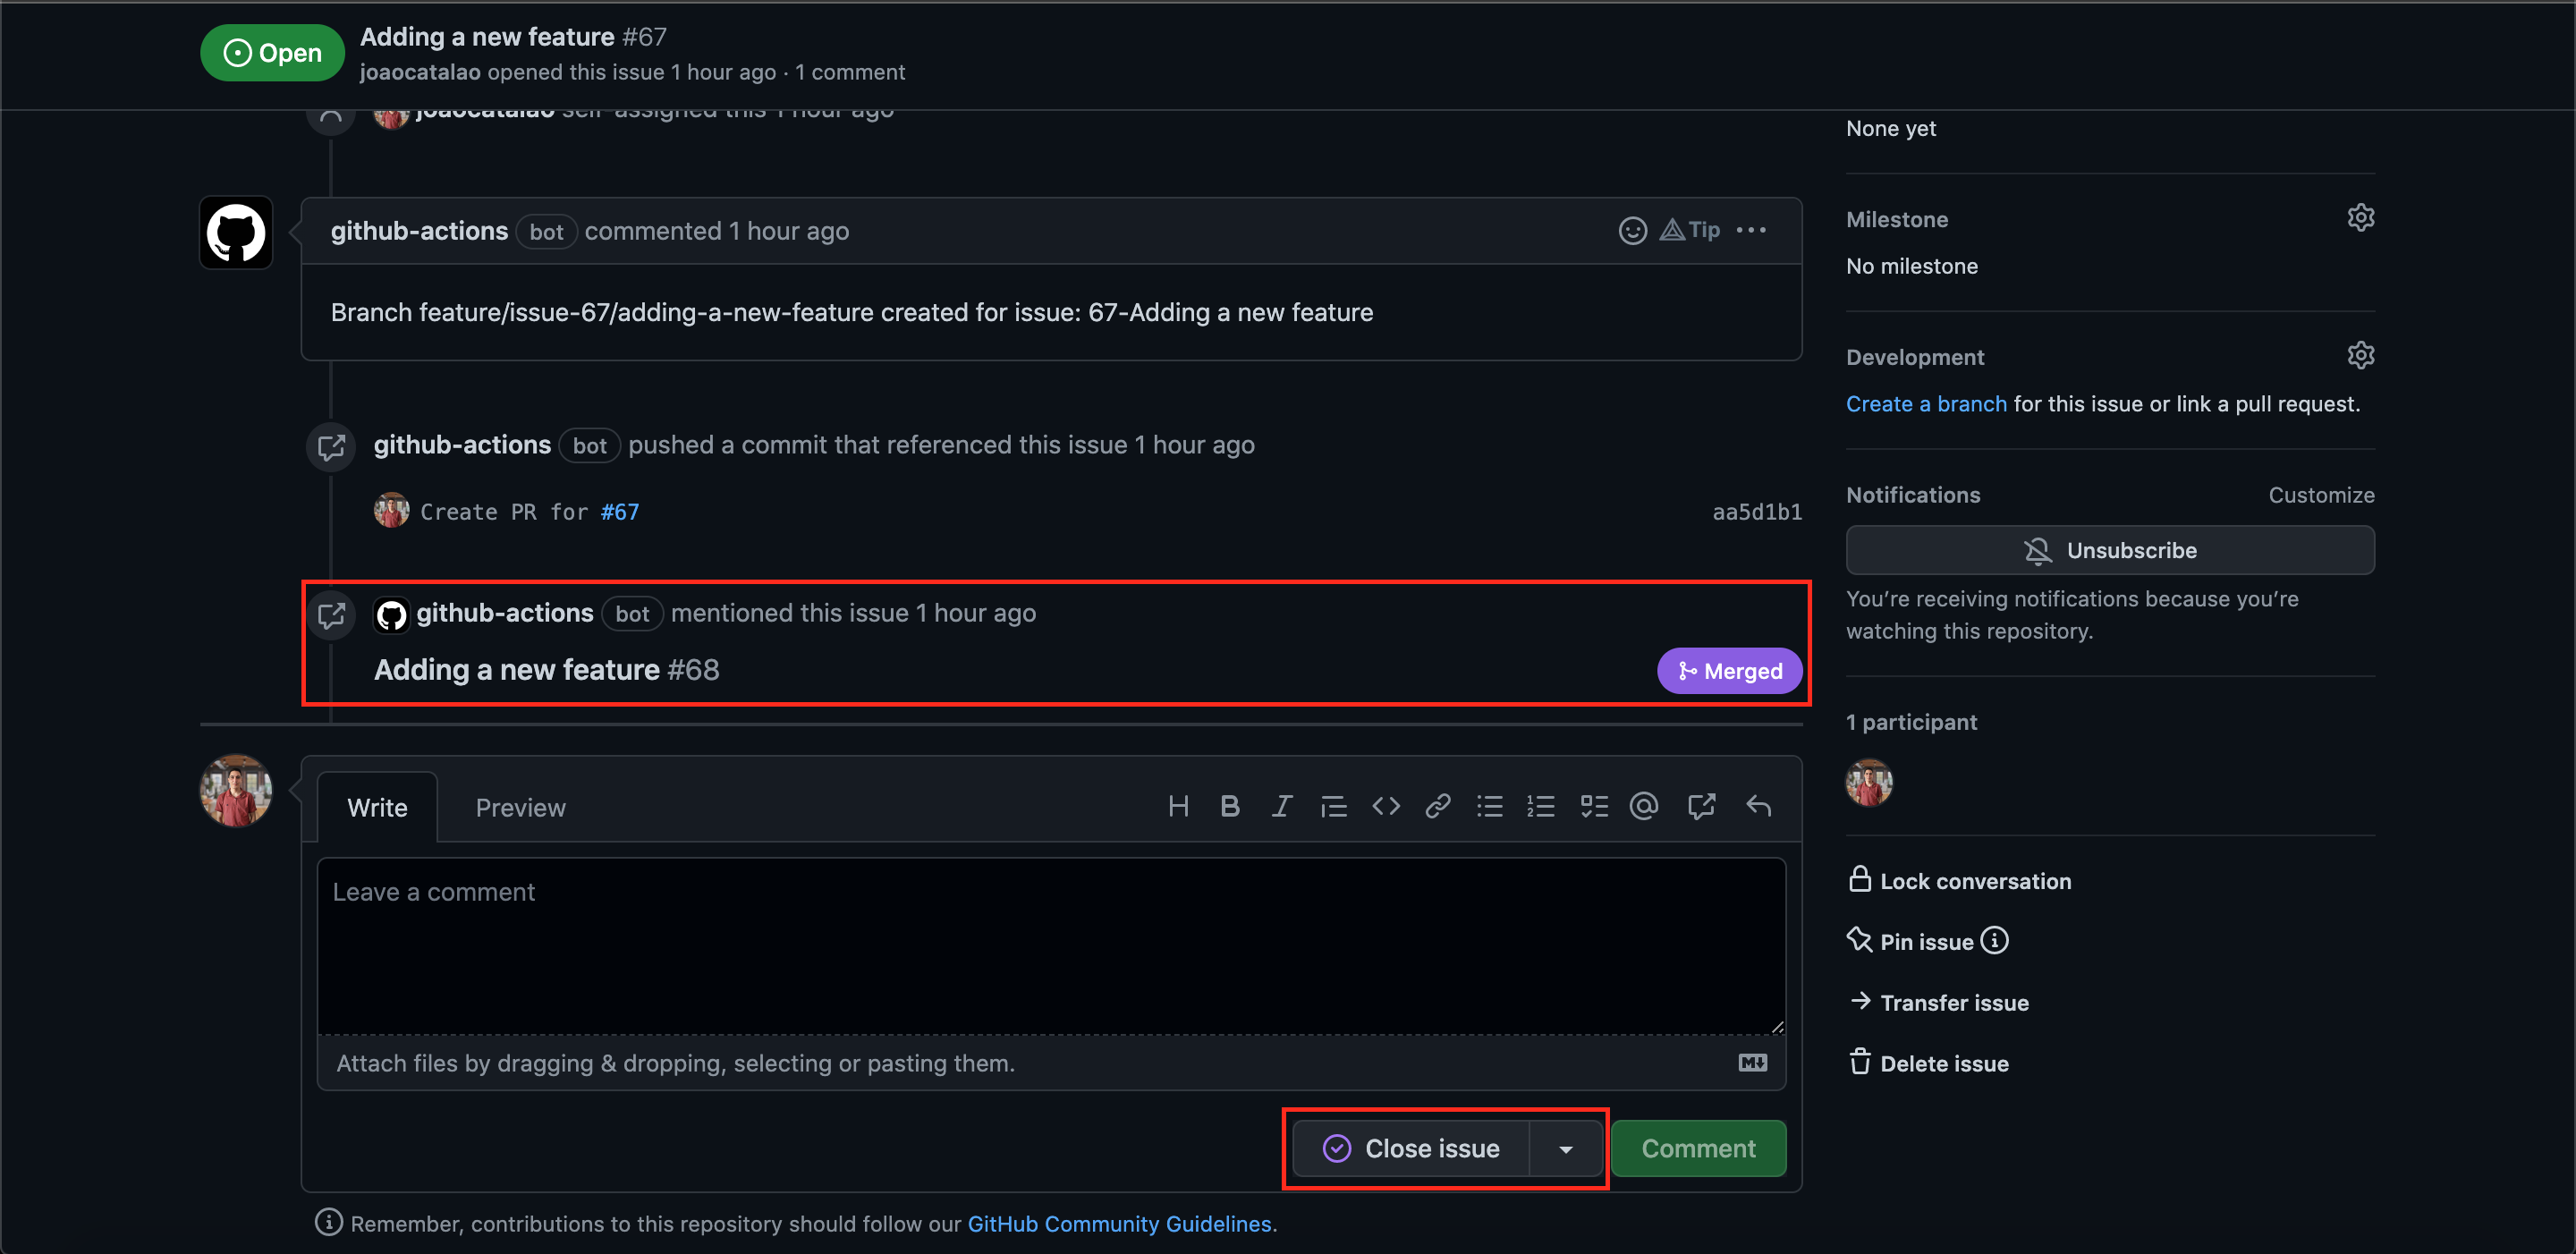 Open
Adding a new feature #67
joaocatalao opened this issue 1 hour ago · 1 comment
joaocatalao self-assigned this 1 hour ago
github-actions bot commented 1 hour ago
Tip
Branch feature/issue-67/adding-a-new-feature created for issue: 67-Adding a new feature
github-actions bot pushed a commit that referenced this issue 1 hour ago
Create PR for #67
aa5d1b1
github-actions bot mentioned this issue 1 hour ago
Adding a new feature #68
Merged
Write
Preview
Leave a comment
Attach files by dragging & dropping, selecting or pasting them.
Close issue
Comment
Remember, contributions to this repository should follow our GitHub Community Guidelines.
None yet
Milestone
No milestone
Development
Create a branch for this issue or link a pull request.
Notifications
Customize
Unsubscribe
You’re receiving notifications because you’re
watching this repository.
1 participant
Lock conversation
Pin issue
Transfer issue
Delete issue